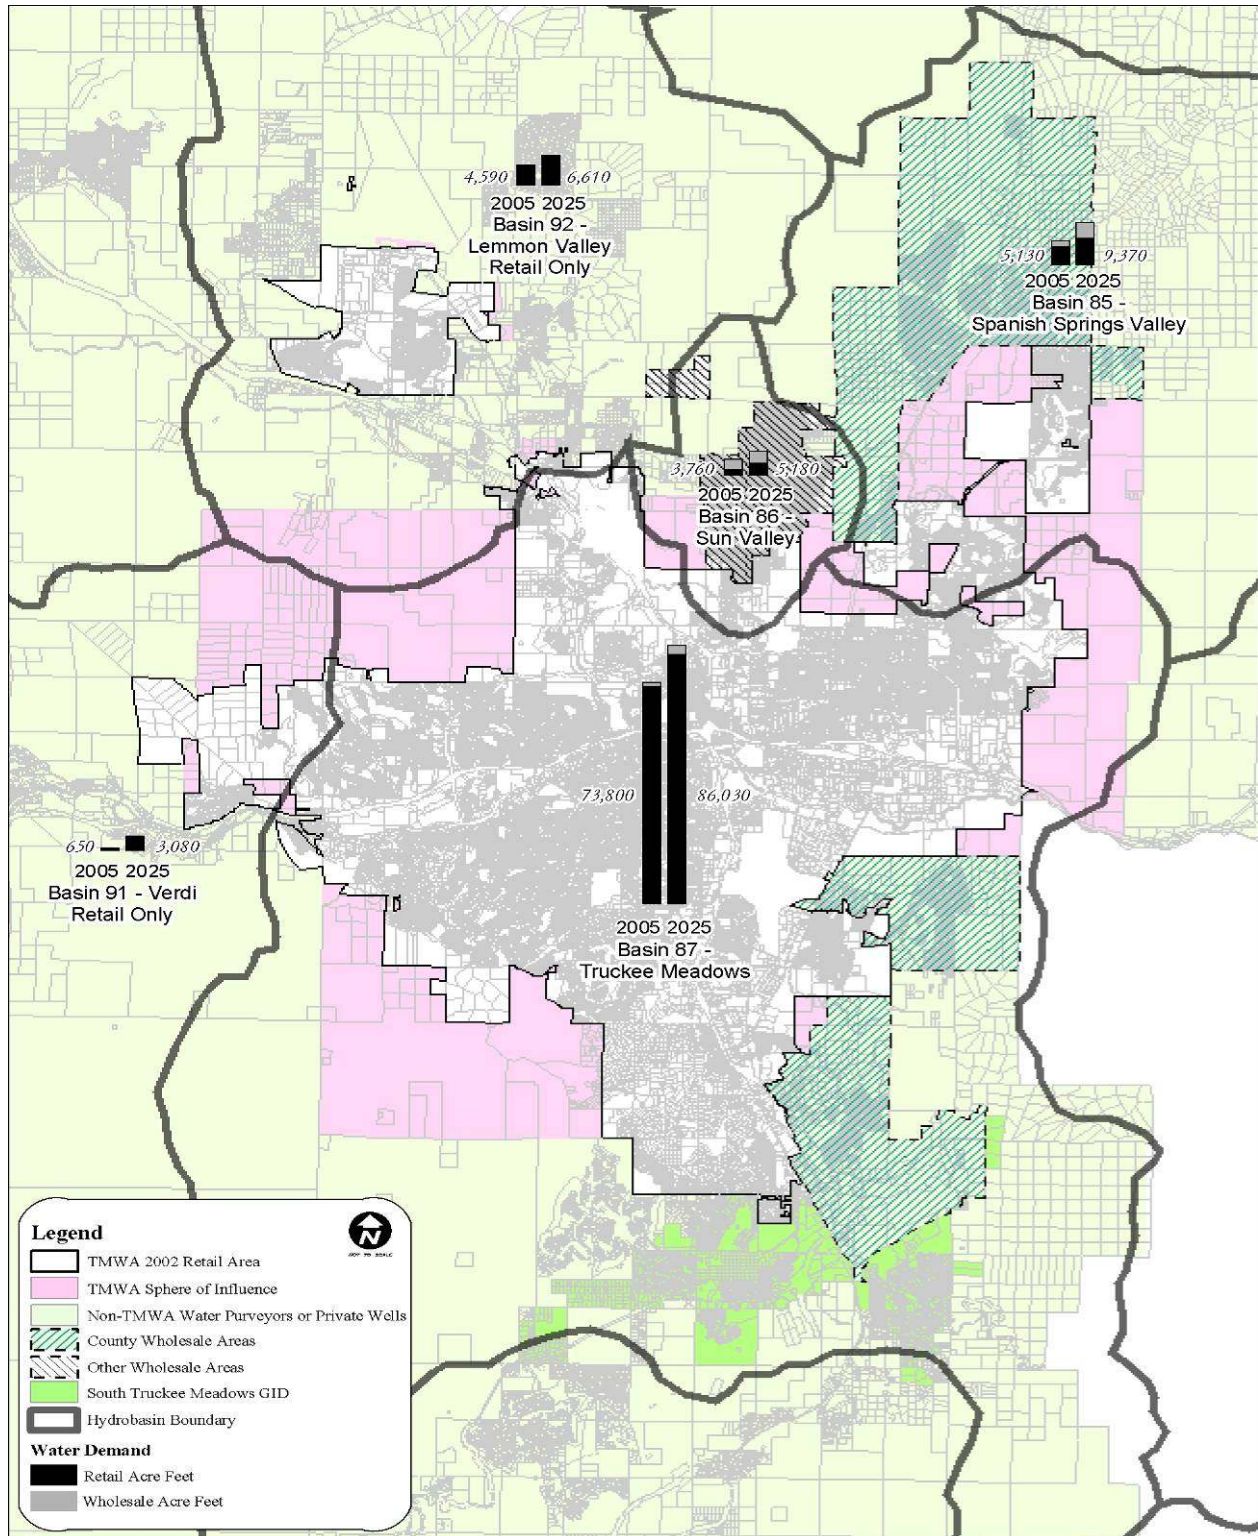 4,590 6,610
2005 2025
Basin 92 -
Lemmon Valley
Retail Only
5,130 9,370
2005 2025
Basin 85 -
Spanish Springs Valley
3,760 5,180
2005 2025
Basin 86 -
Sun Valley
73,800 86,030
2005 2025
Basin 87 -
Truckee Meadows
650 3,080
2005 2025
Basin 91 - Verdi
Retail Only
Legend
N
NOT TO SCALE
TMWA 2002 Retail Area
TMWA Sphere of Influence
Non-TMWA Water Purveyors or Private Wells
County Wholesale Areas
Other Wholesale Areas
South Truckee Meadows GID
Hydrobasin Boundary
Water Demand
Retail Acre Feet
Wholesale Acre Feet